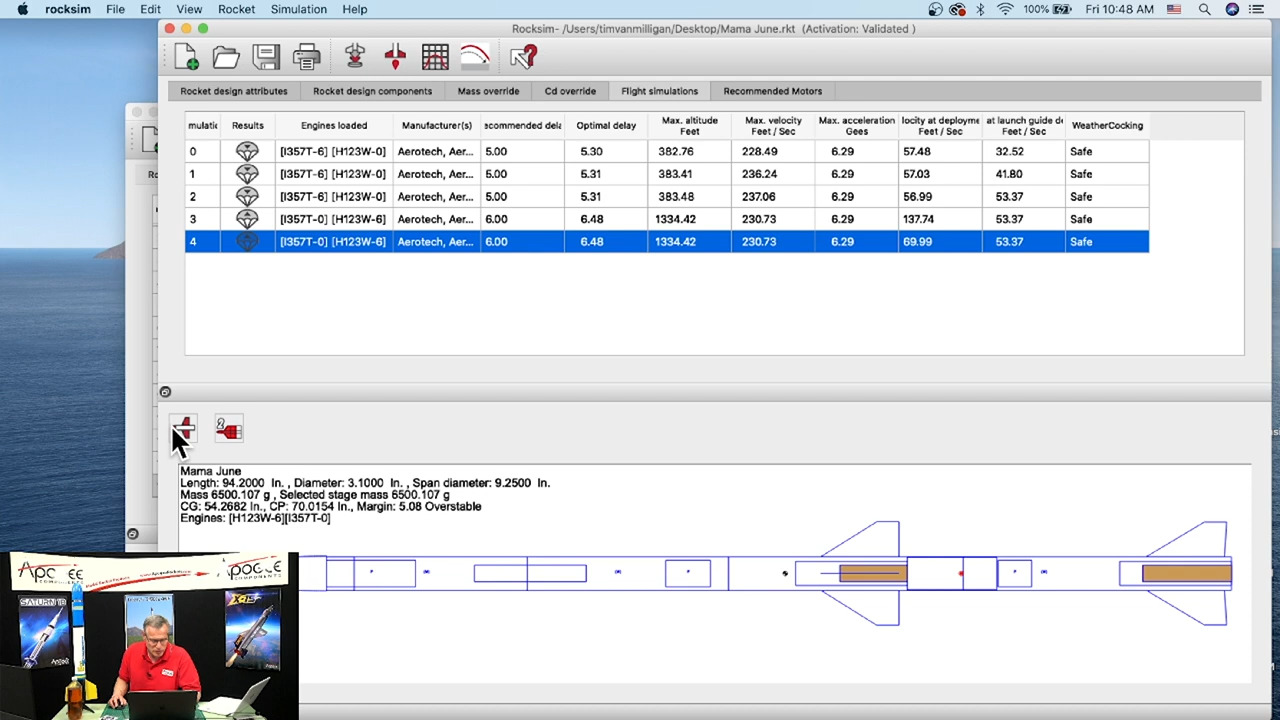 rocksim File Edit View Rocket Simulation Help 100% Fri 10:48 AM
Rocksim- /Users/timvanmilligan/Desktop/Mama June.rkt (Activation: Validated )
Rocket design attributes Rocket design components Mass override Cd override Flight simulations Recommended Motors
mulatic Results Engines loaded Manufacturer(s) ecommended dela Optimal delay Max. altitude Feet Max. velocity Feet / Sec Max. acceleration Gees locity at deployme Feet / Sec at launch guide de Feet / Sec WeatherCocking
0 [I357T-6] [H123W-0] Aerotech, Aer... 5.00 5.30 382.76 228.49 6.29 57.48 32.52 Safe
1 [I357T-6] [H123W-0] Aerotech, Aer... 5.00 5.31 383.41 236.24 6.29 57.03 41.80 Safe
2 [I357T-6] [H123W-0] Aerotech, Aer... 5.00 5.31 383.48 237.06 6.29 56.99 53.37 Safe
3 [I357T-0] [H123W-6] Aerotech, Aer... 6.00 6.48 1334.42 230.73 6.29 137.74 53.37 Safe
4 [I357T-0] [H123W-6] Aerotech, Aer... 6.00 6.48 1334.42 230.73 6.29 69.99 53.37 Safe
2
Mama June
Length: 94.2000 In. , Diameter: 3.1000 In. , Span diameter: 9.2500 In.
Mass 6500.107 g , Selected stage mass 6500.107 g
CG: 54.2682 In., CP: 70.0154 In., Margin: 5.08 Overstable
Engines: [H123W-6][I357T-0]
COMPONENTS
COMPONENTS
SATURN 1B